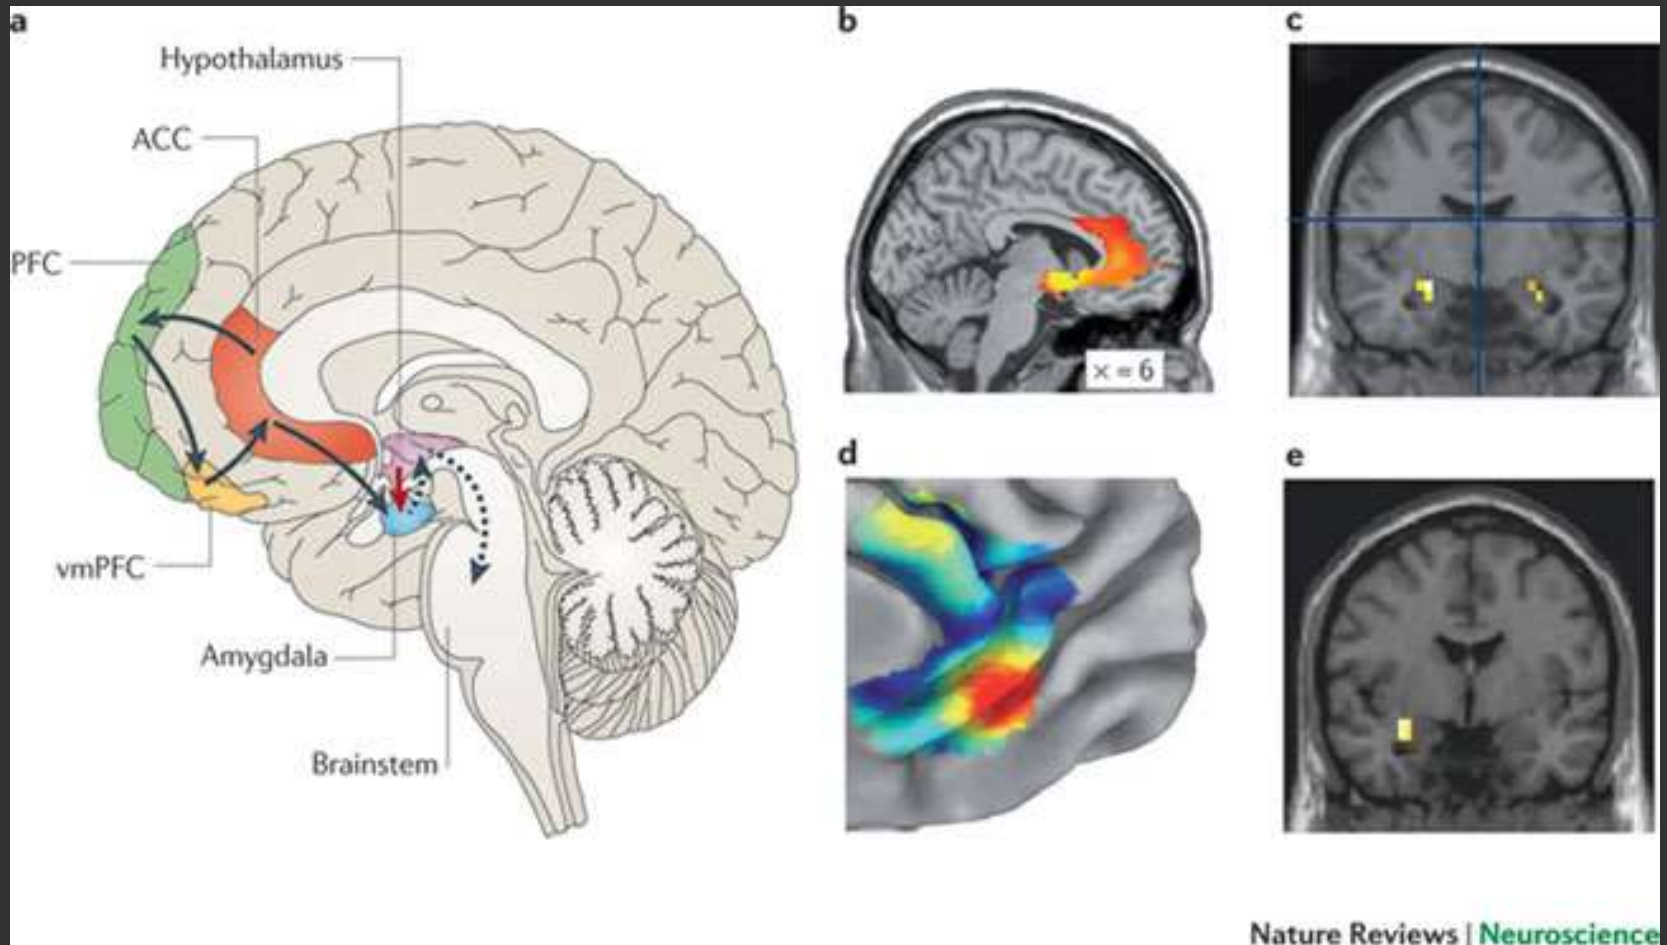 a
Hypothalamus
ACC
PFC
vmPFC
Amygdala
Brainstem
b
x = 6
c
d
e
Nature Reviews | Neuroscience